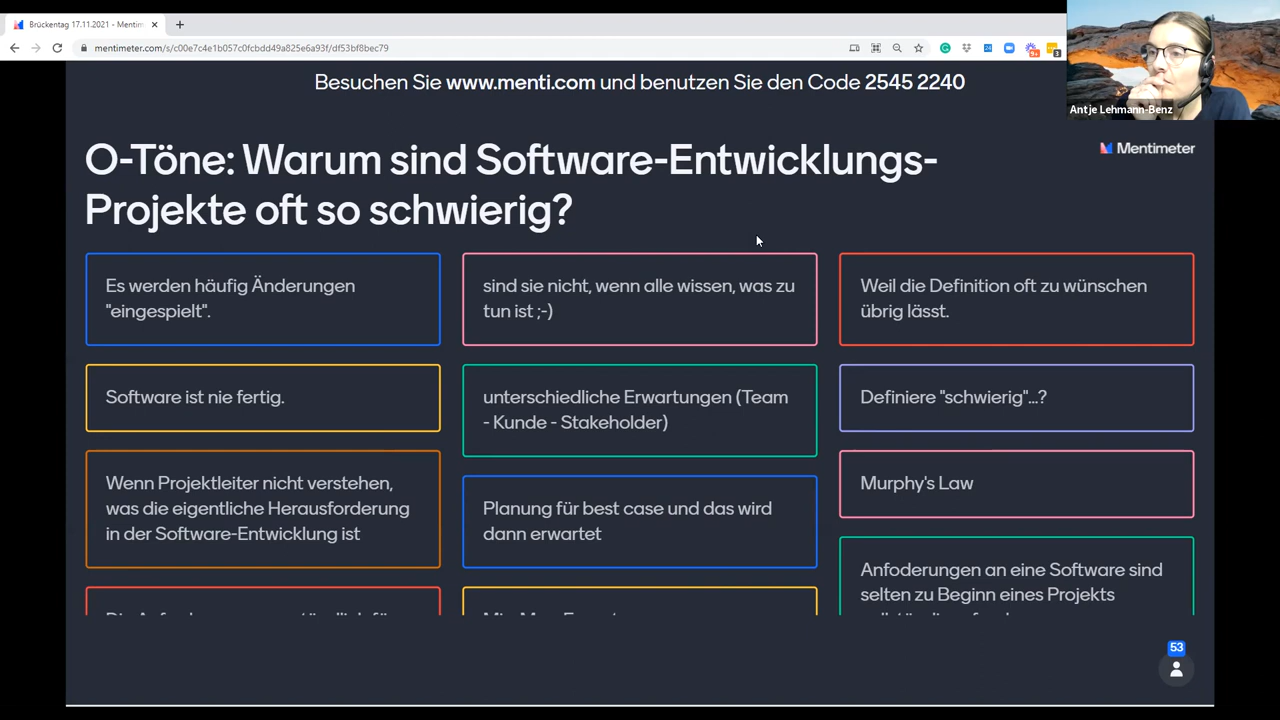 Brückentag 17.11.2021 - Mentim
mentimeter.com/s/c00e7c4e1b057c0fcbdd49a825e6a93f/df53bf8bec79
Antje Lehmann-Benz
Besuchen Sie www.menti.com und benutzen Sie den Code 2545 2240
Mentimeter
O-Töne: Warum sind Software-Entwicklungs-
Projekte oft so schwierig?
Es werden häufig Änderungen
"eingespielt".
Software ist nie fertig.
Wenn Projektleiter nicht verstehen,
was die eigentliche Herausforderung
in der Software-Entwicklung ist
sind sie nicht, wenn alle wissen, was zu
tun ist ;-)
unterschiedliche Erwartungen (Team
- Kunde - Stakeholder)
Planung für best case und das wird
dann erwartet
Weil die Definition oft zu wünschen
übrig lässt.
Definiere "schwierig"...?
Murphy's Law
Anfoderungen an eine Software sind
selten zu Beginn eines Projekts
53